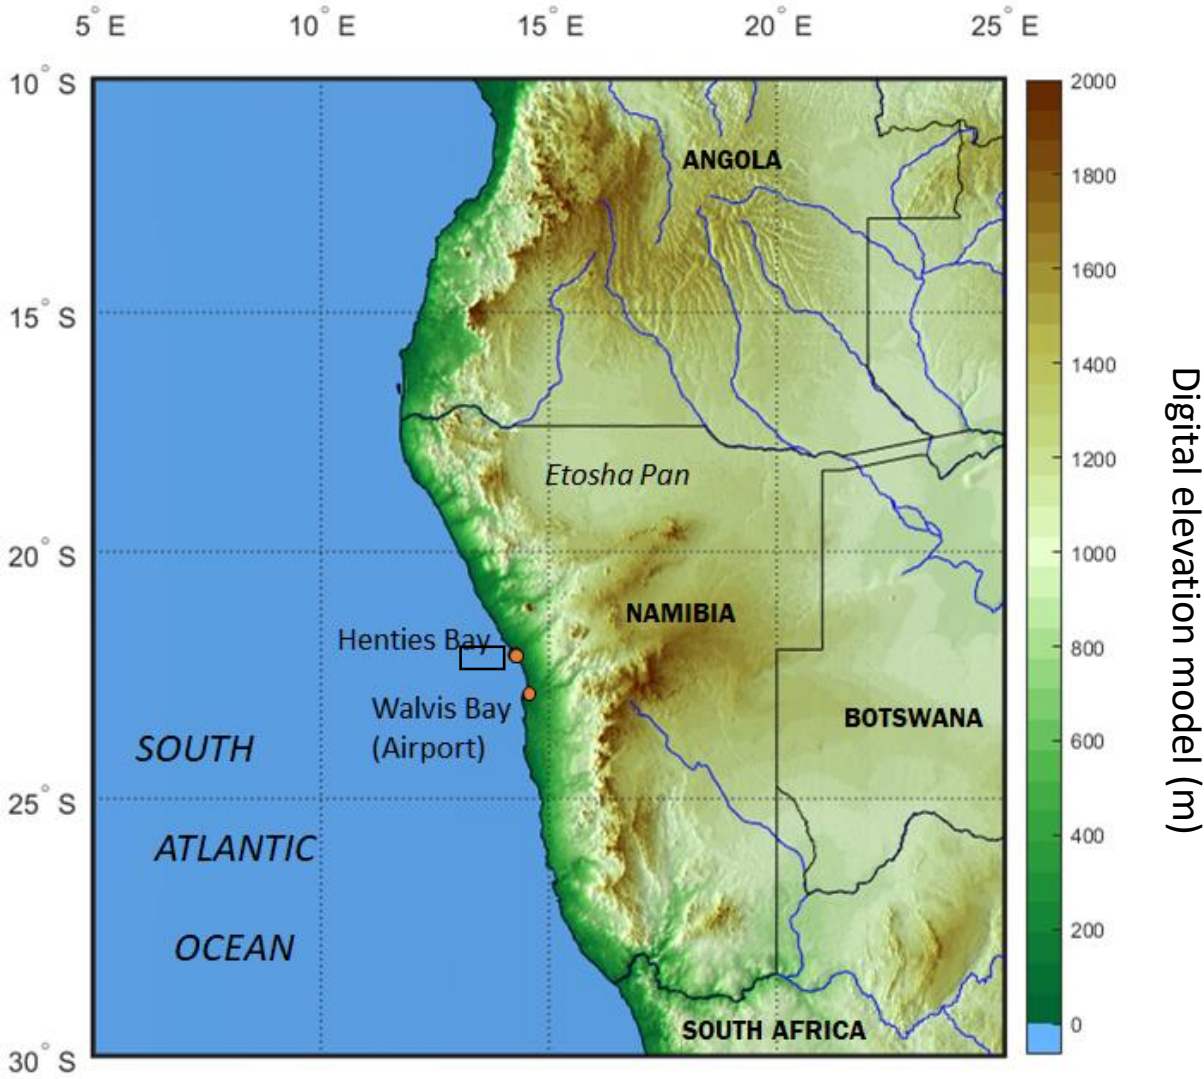 5° E 10° E 15° E 20° E 25° E
10° S
15° S
20° S
25° S
30° S
ANGOLA
Etosha Pan
NAMIBIA
Henties Bay
Walvis Bay
(Airport)
BOTSWANA
SOUTH
ATLANTIC
OCEAN
SOUTH AFRICA
2000
1800
1600
1400
1200
1000
800
600
400
200
0
Digital elevation model (m)